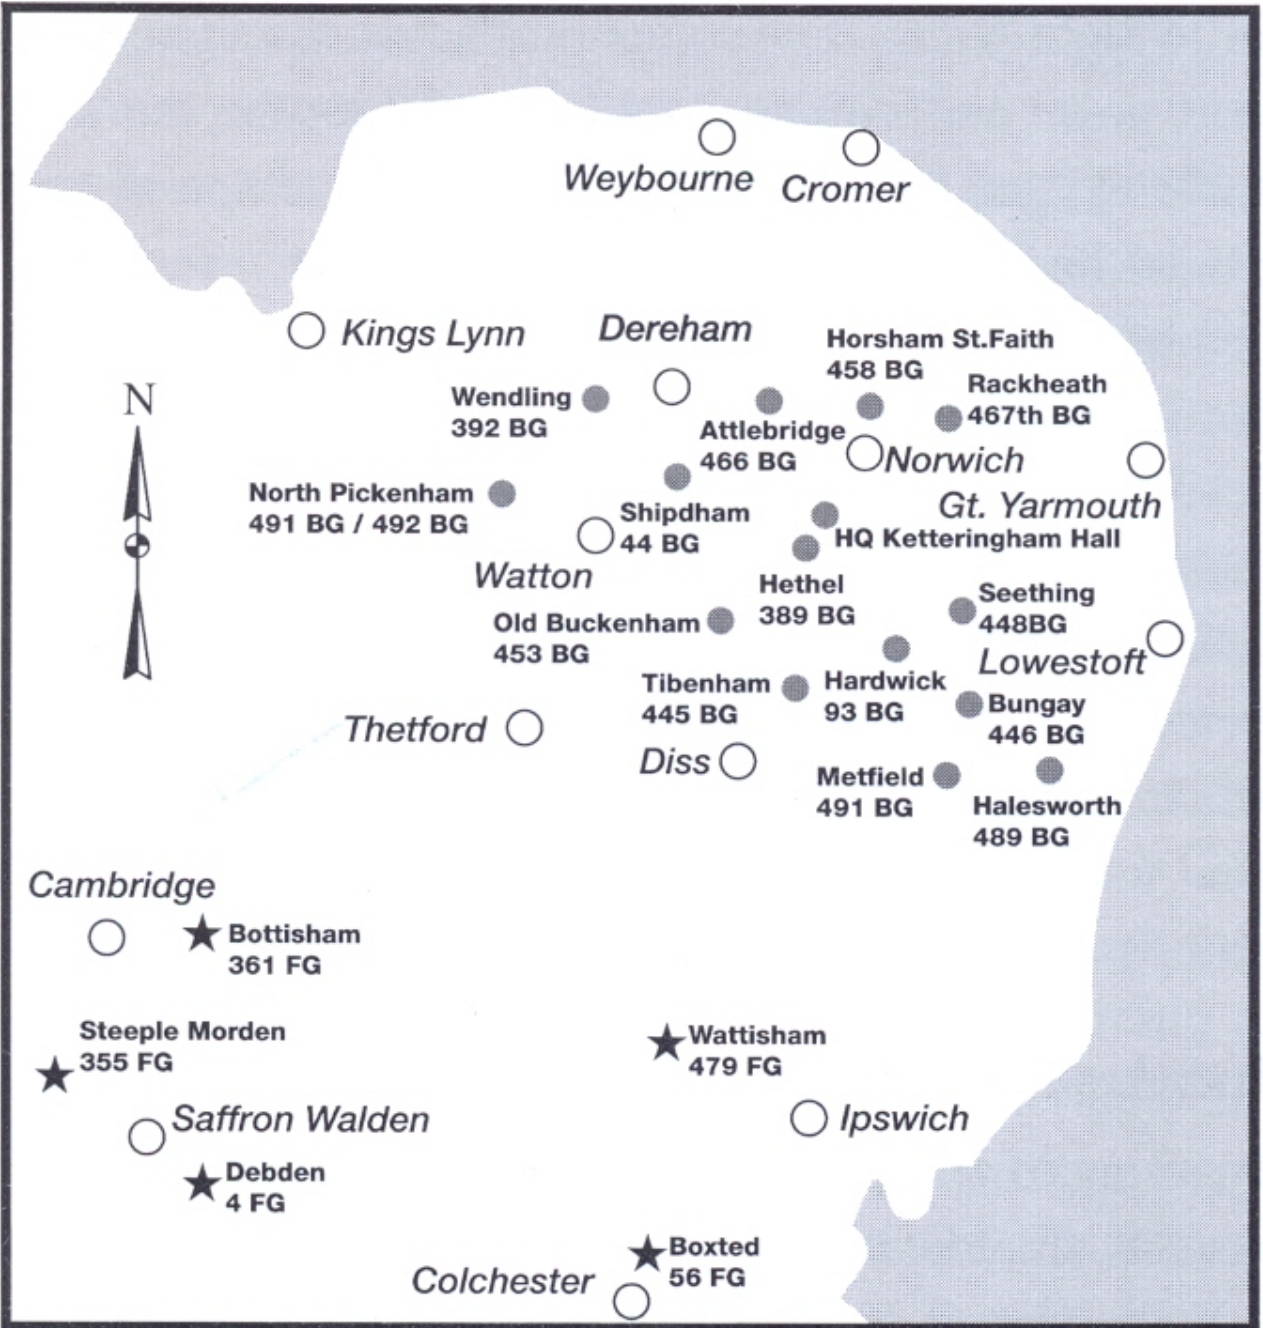 Weybourne
Cromer
Kings Lynn
Dereham
Horsham St.Faith
458 BG
Rackheath
467th BG
N
Wendling
392 BG
Attlebridge
466 BG
Norwich
North Pickenham
491 BG / 492 BG
Shipdham
44 BG
Gt. Yarmouth
HQ Ketteringham Hall
Watton
Hethel
389 BG
Seething
448BG
Old Buckenham
453 BG
Lowestoft
Tibenham
445 BG
Hardwick
93 BG
Bungay
446 BG
Thetford
Diss
Metfield
491 BG
Halesworth
489 BG
Cambridge
Bottisham
361 FG
Steeple Morden
355 FG
Wattisham
479 FG
Saffron Walden
Ipswich
Debden
4 FG
Boxted
56 FG
Colchester